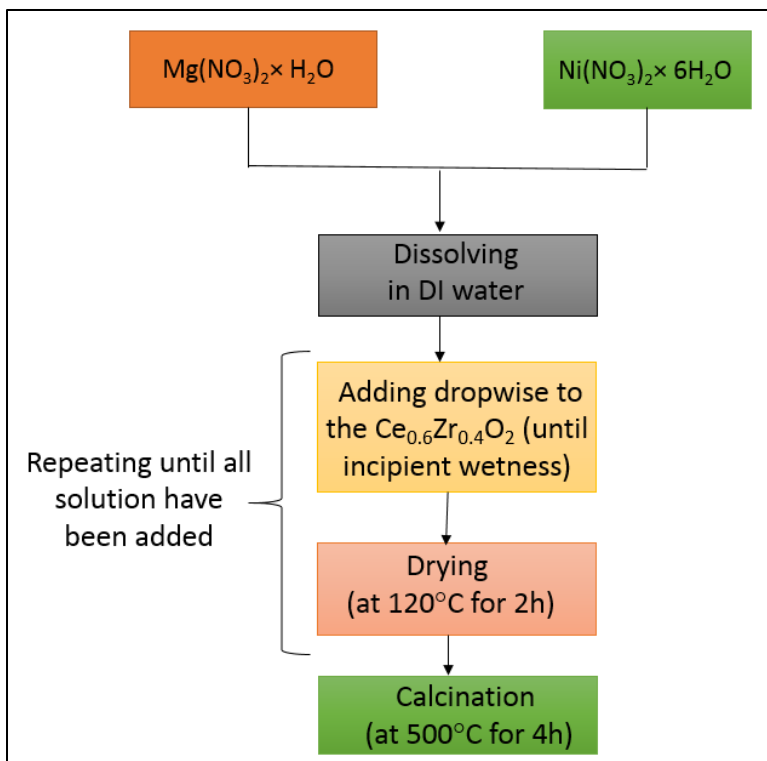 Mg(NO₃)₂× H₂O
Ni(NO₃)₂× 6H₂O
Dissolving
in DI water
Adding dropwise to
the Ce₀.₆Zr₀.₄O₂ (until
incipient wetness)
Repeating until all
solution have
been added
Drying
(at 120°C for 2h)
Calcination
(at 500°C for 4h)